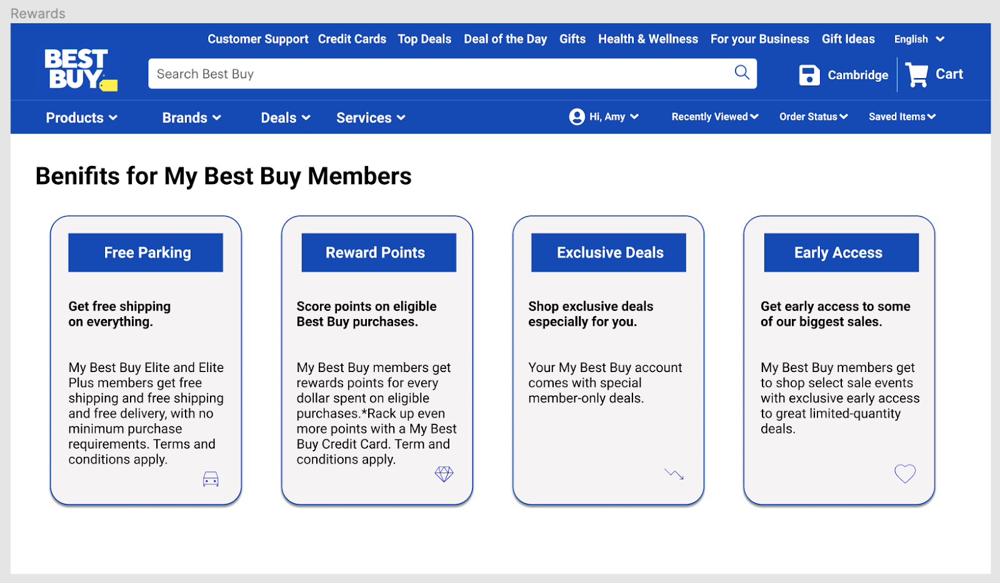 Rewards
Customer Support Credit Cards Top Deals Deal of the Day Gifts Health & Wellness For your Business Gift Ideas English
BEST
BUY
Search Best Buy
Cambridge
Cart
Products Brands Deals Services Hi, Amy Recently Viewed Order Status Saved Items
Benifits for My Best Buy Members
Free Parking
Get free shipping
on everything.
My Best Buy Elite and Elite
Plus members get free
shipping and free shipping
and free delivery, with no
minimum purchase
requirements. Terms and
conditions apply.
Reward Points
Score points on eligible
Best Buy purchases.
My Best Buy members get
rewards points for every
dollar spent on eligible
purchases.*Rack up even
more points with a My Best
Buy Credit Card. Term and
conditions apply.
Exclusive Deals
Shop exclusive deals
especially for you.
Your My Best Buy account
comes with special
member-only deals.
Early Access
Get early access to some
of our biggest sales.
My Best Buy members get
to shop select sale events
with exclusive early access
to great limited-quantity
deals.